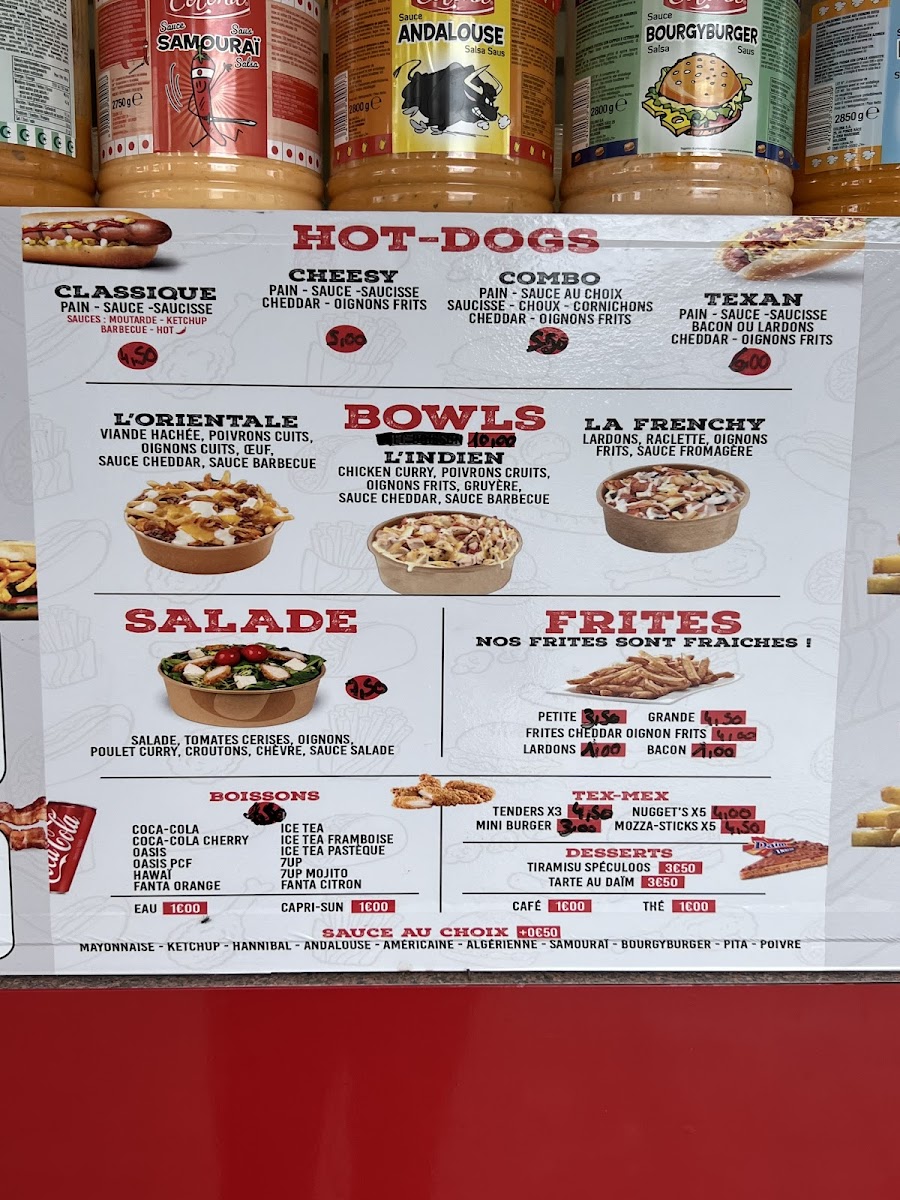 Sauce
SAMOURAÏ
Saus
Salsa
2750 g e
Sauce
ANDALOUSE
Salsa Saus
2800 g e
Sauce
BOURGYBURGER
Salsa Saus
2800 g e
2850 g e
HOT-DOGS
CLASSIQUE
PAIN - SAUCE -SAUCISSE
SAUCES : MOUTARDE - KETCHUP
BARBECUE - HOT
4,50
CHEESY
PAIN - SAUCE -SAUCISSE
CHEDDAR - OIGNONS FRITS
5,00
COMBO
PAIN - SAUCE AU CHOIX
SAUCISSE - CHOUX - CORNICHONS
CHEDDAR - OIGNONS FRITS
5,50
TEXAN
PAIN - SAUCE -SAUCISSE
BACON OU LARDONS
CHEDDAR - OIGNONS FRITS
6,00
BOWLS
10,00
L'ORIENTALE
VIANDE HACHÉE, POIVRONS CUITS,
OIGNONS CUITS, ŒUF,
SAUCE CHEDDAR, SAUCE BARBECUE
L'INDIEN
CHICKEN CURRY, POIVRONS CRUITS,
OIGNONS FRITS, GRUYÈRE,
SAUCE CHEDDAR, SAUCE BARBECUE
LA FRENCHY
LARDONS, RACLETTE, OIGNONS
FRITS, SAUCE FROMAGÈRE
SALADE
7,50
SALADE, TOMATES CERISES, OIGNONS,
POULET CURRY, CROUTONS, CHÈVRE, SAUCE SALADE
FRITES
NOS FRITES SONT FRAICHES !
PETITE 3,50 GRANDE 4,50
FRITES CHEDDAR OIGNON FRITS 4,00
LARDONS 1,00 BACON 1,00
BOISSONS
COCA-COLA
COCA-COLA CHERRY
OASIS
OASIS PCF
HAWAÏ
FANTA ORANGE
ICE TEA
ICE TEA FRAMBOISE
ICE TEA PASTÈQUE
7UP
7UP MOJITO
FANTA CITRON
EAU 1€00 CAPRI-SUN 1€00
Coca-Cola
TEX-MEX
TENDERS X3 4,50 NUGGET'S X5 4,00
MINI BURGER 3,00 MOZZA-STICKS X5 4,50
DESSERTS
TIRAMISU SPÉCULOOS 3€50
TARTE AU DAÏM 3€50
Daim
CAFÉ 1€00 THÉ 1€00
SAUCE AU CHOIX +0€50
MAYONNAISE - KETCHUP - HANNIBAL - ANDALOUSE - AMÉRICAINE - ALGÉRIENNE - SAMOURAÏ - BOURGYBURGER - PITA - POIVRE